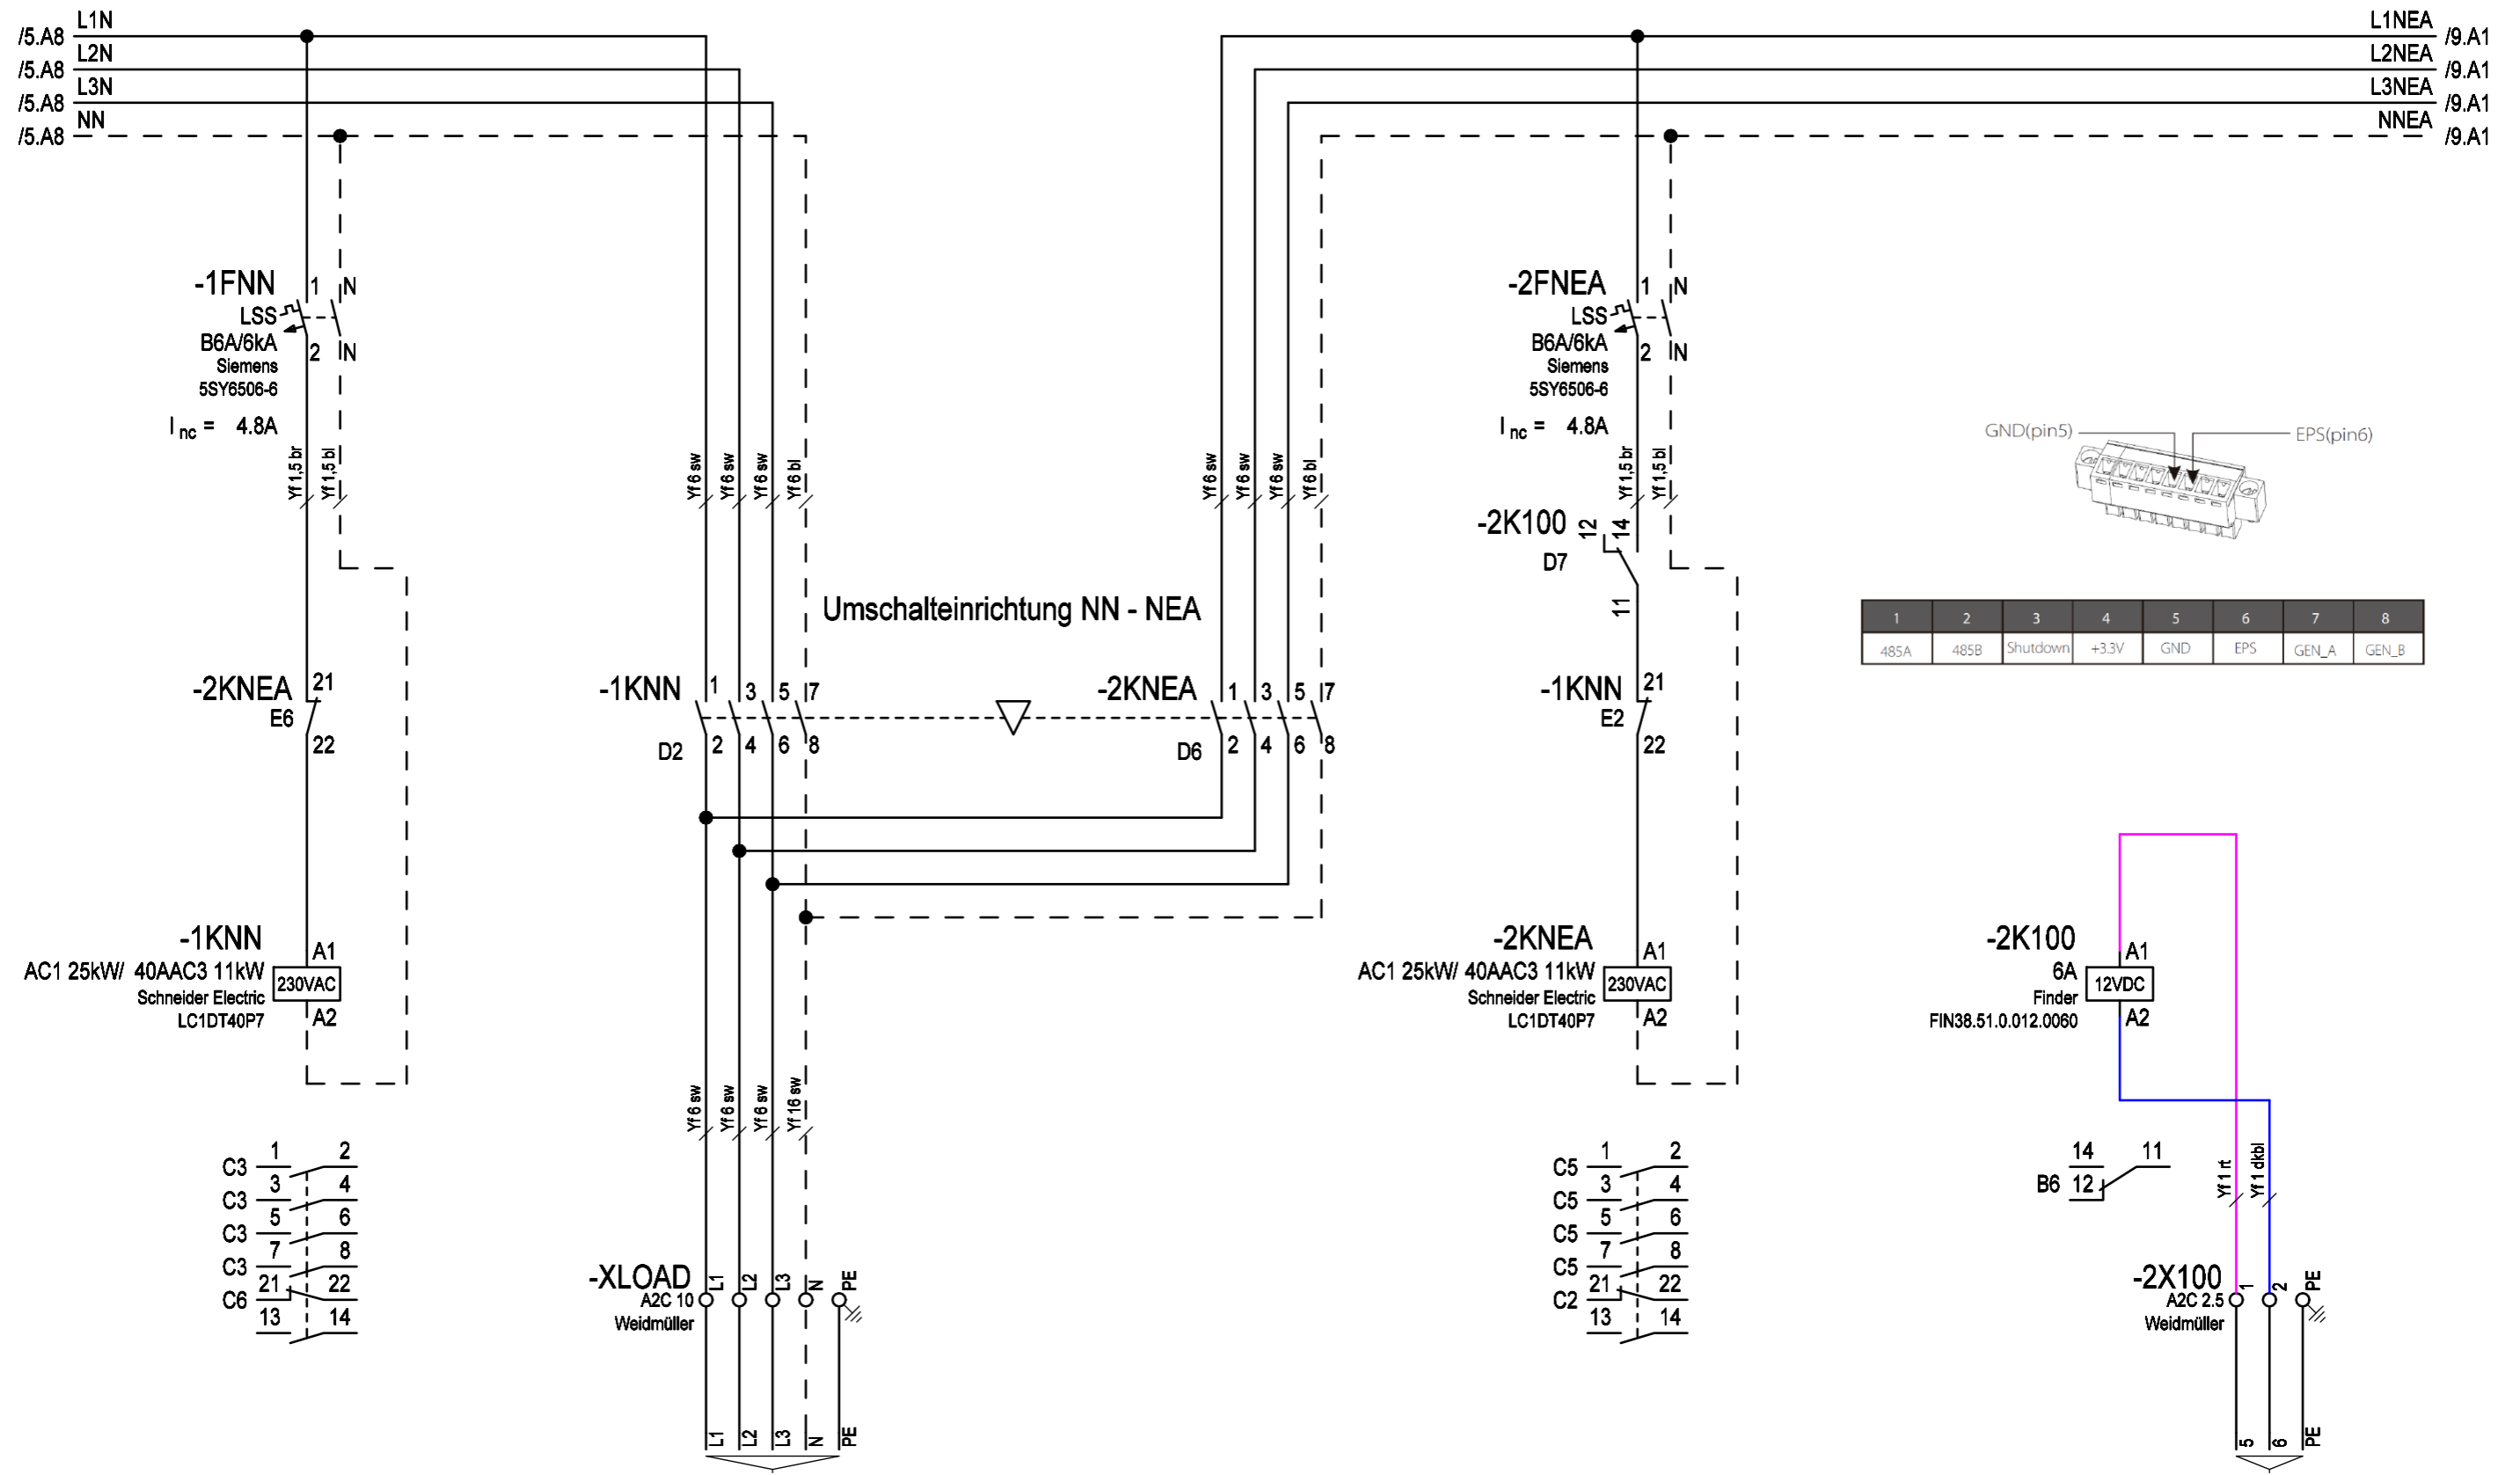 L1N
/5.A8
L2N
/5.A8
L3N
/5.A8
NN
/5.A8
L1NEA
/9.A1
L2NEA
/9.A1
L3NEA
/9.A1
NNEA
/9.A1
-1FNN 1 N
LSS
B6A/6kA 2 N
Siemens
5SY6506-6
I nc = 4.8A
Yf 1,5 br
Yf 1,5 bl
Yf 6 sw
Yf 6 sw
Yf 6 sw
Yf 6 bl
Yf 6 sw
Yf 6 sw
Yf 6 sw
Yf 6 bl
-2FNEA 1 N
LSS
B6A/6kA 2 N
Siemens
5SY6506-6
I nc = 4.8A
Yf 1,5 br
Yf 1,5 bl
GND(pin5)
EPS(pin6)
-2K100 12 14
D7
11
Umschalteinrichtung NN - NEA
1 2 3 4 5 6 7 8
485A 485B Shutdown +3.3V GND EPS GEN_A GEN_B
-2KNEA 21
E6
22
-1KNN 1 3 5 7
D2 2 4 6 8
-2KNEA 1 3 5 7
D6 2 4 6 8
-1KNN 21
E2
22
-1KNN A1
AC1 25kW/ 40AAC3 11kW 230VAC
Schneider Electric
LC1DT40P7 A2
-2KNEA A1
AC1 25kW/ 40AAC3 11kW 230VAC
Schneider Electric
LC1DT40P7 A2
-2K100 A1
6A 12VDC
Finder
FIN38.51.0.012.0060 A2
Yf 6 sw
Yf 6 sw
Yf 6 sw
Yf 16 sw
C3 1 2
C3 3 4
C3 5 6
C3 7 8
C6 21 22
13 14
C5 1 2
C5 3 4
C5 5 6
C5 7 8
C2 21 22
13 14
14 11
B6 12
Yf 1 rt
Yf 1 dkbl
-XLOAD L1 L2 L3 N PE
A2C 10
Weidmüller
L1 L2 L3 N PE
-2X100 1 2 PE
A2C 2.5
Weidmüller
5 6 PE